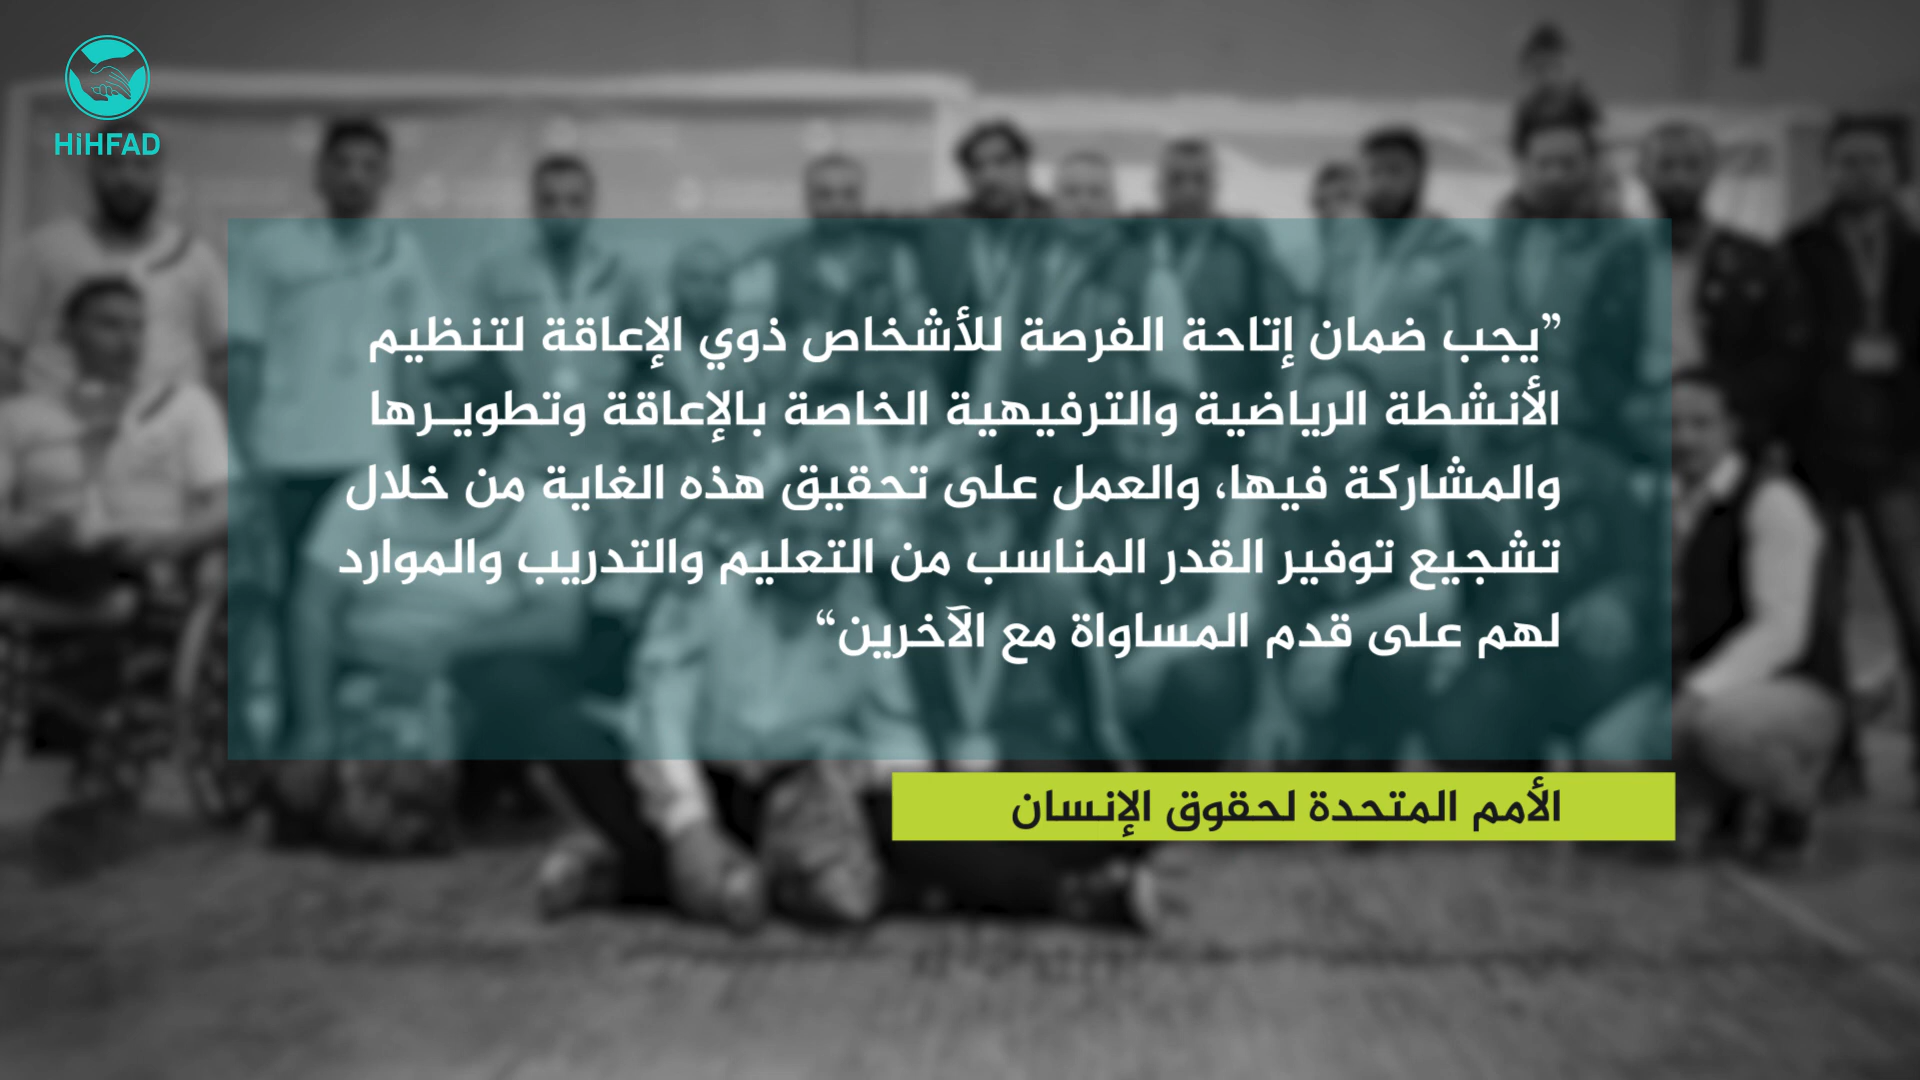 HiHFAD
”يجب ضمان إتاحة الفرصة للأشخاص ذوي الإعاقة لتنظيم
الأنشطة الرياضية والترفيهية الخاصة بالإعاقة وتطويـرها
والمشاركة فيها، والعمل على تحقيق هذه الغاية من خلال
تشجيع توفير القدر المناسب من التعليم والتدريب والموارد
لهم على قدم المساواة مع الآخرين“
الأمم المتحدة لحقوق الإنسان